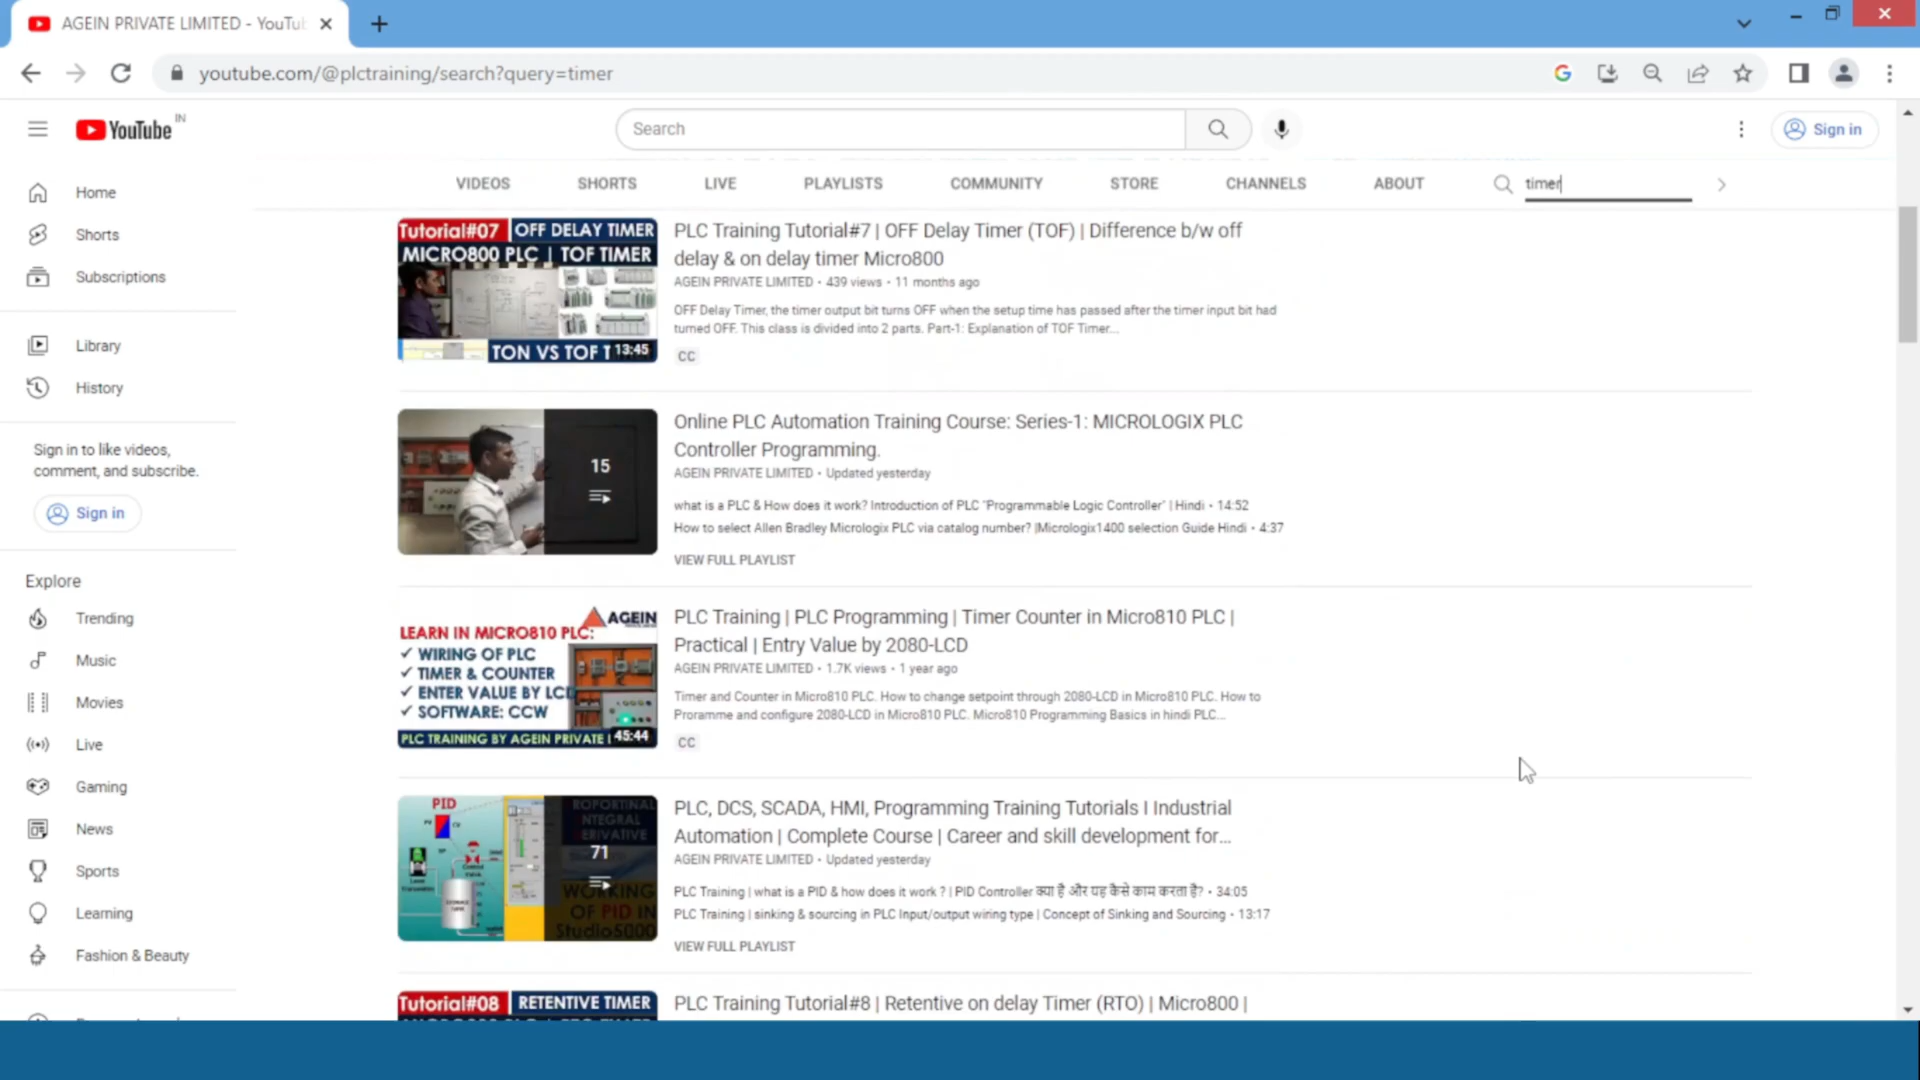 AGEIN PRIVATE LIMITED - YouTu
youtube.com/@plctraining/search?query=timer
YouTube IN
Search
Sign in
VIDEOS SHORTS LIVE PLAYLISTS COMMUNITY STORE CHANNELS ABOUT timer
Home
Shorts
Subscriptions
Library
History
Sign in to like videos,
comment, and subscribe.
Sign in
Explore
Trending
Music
Movies
Live
Gaming
News
Sports
Learning
Fashion & Beauty
Tutorial#07 OFF DELAY TIMER
MICRO800 PLC | TOF TIMER
TON VS TOF T 13:45
PLC Training Tutorial#7 | OFF Delay Timer (TOF) | Difference b/w off
delay & on delay timer Micro800
AGEIN PRIVATE LIMITED • 439 views • 11 months ago
OFF Delay Timer, the timer output bit turns OFF when the setup time has passed after the timer input bit had
turned OFF. This class is divided into 2 parts. Part-1: Explanation of TOF Timer...
CC
15
Online PLC Automation Training Course: Series-1: MICROLOGIX PLC
Controller Programming.
AGEIN PRIVATE LIMITED • Updated yesterday
what is a PLC & How does it work? Introduction of PLC "Programmable Logic Controller" | Hindi • 14:52
How to select Allen Bradley Micrologix PLC via catalog number? |Micrologix1400 selection Guide Hindi • 4:37
VIEW FULL PLAYLIST
AGEIN
LEARN IN MICRO810 PLC:
✓ WIRING OF PLC
✓ TIMER & COUNTER
✓ ENTER VALUE BY LCD
✓ SOFTWARE: CCW
PLC TRAINING BY AGEIN PRIVATE 45:44
PLC Training | PLC Programming | Timer Counter in Micro810 PLC |
Practical | Entry Value by 2080-LCD
AGEIN PRIVATE LIMITED • 1.7K views • 1 year ago
Timer and Counter in Micro810 PLC. How to change setpoint through 2080-LCD in Micro810 PLC. How to
Proramme and configure 2080-LCD in Micro810 PLC. Micro810 Programming Basics in hindi PLC...
CC
PID
ROPORTINAL
NTEGRAL
ERIVATIVE
71
WORKING
OF PID IN
Studio5000
PLC, DCS, SCADA, HMI, Programming Training Tutorials I Industrial
Automation | Complete Course | Career and skill development for...
AGEIN PRIVATE LIMITED • Updated yesterday
PLC Training | what is a PID & how does it work ? | PID Controller क्या है और यह कैसे काम करता है? • 34:05
PLC Training | sinking & sourcing in PLC Input/output wiring type | Concept of Sinking and Sourcing • 13:17
VIEW FULL PLAYLIST
Tutorial#08 RETENTIVE TIMER
PLC Training Tutorial#8 | Retentive on delay Timer (RTO) | Micro800 |